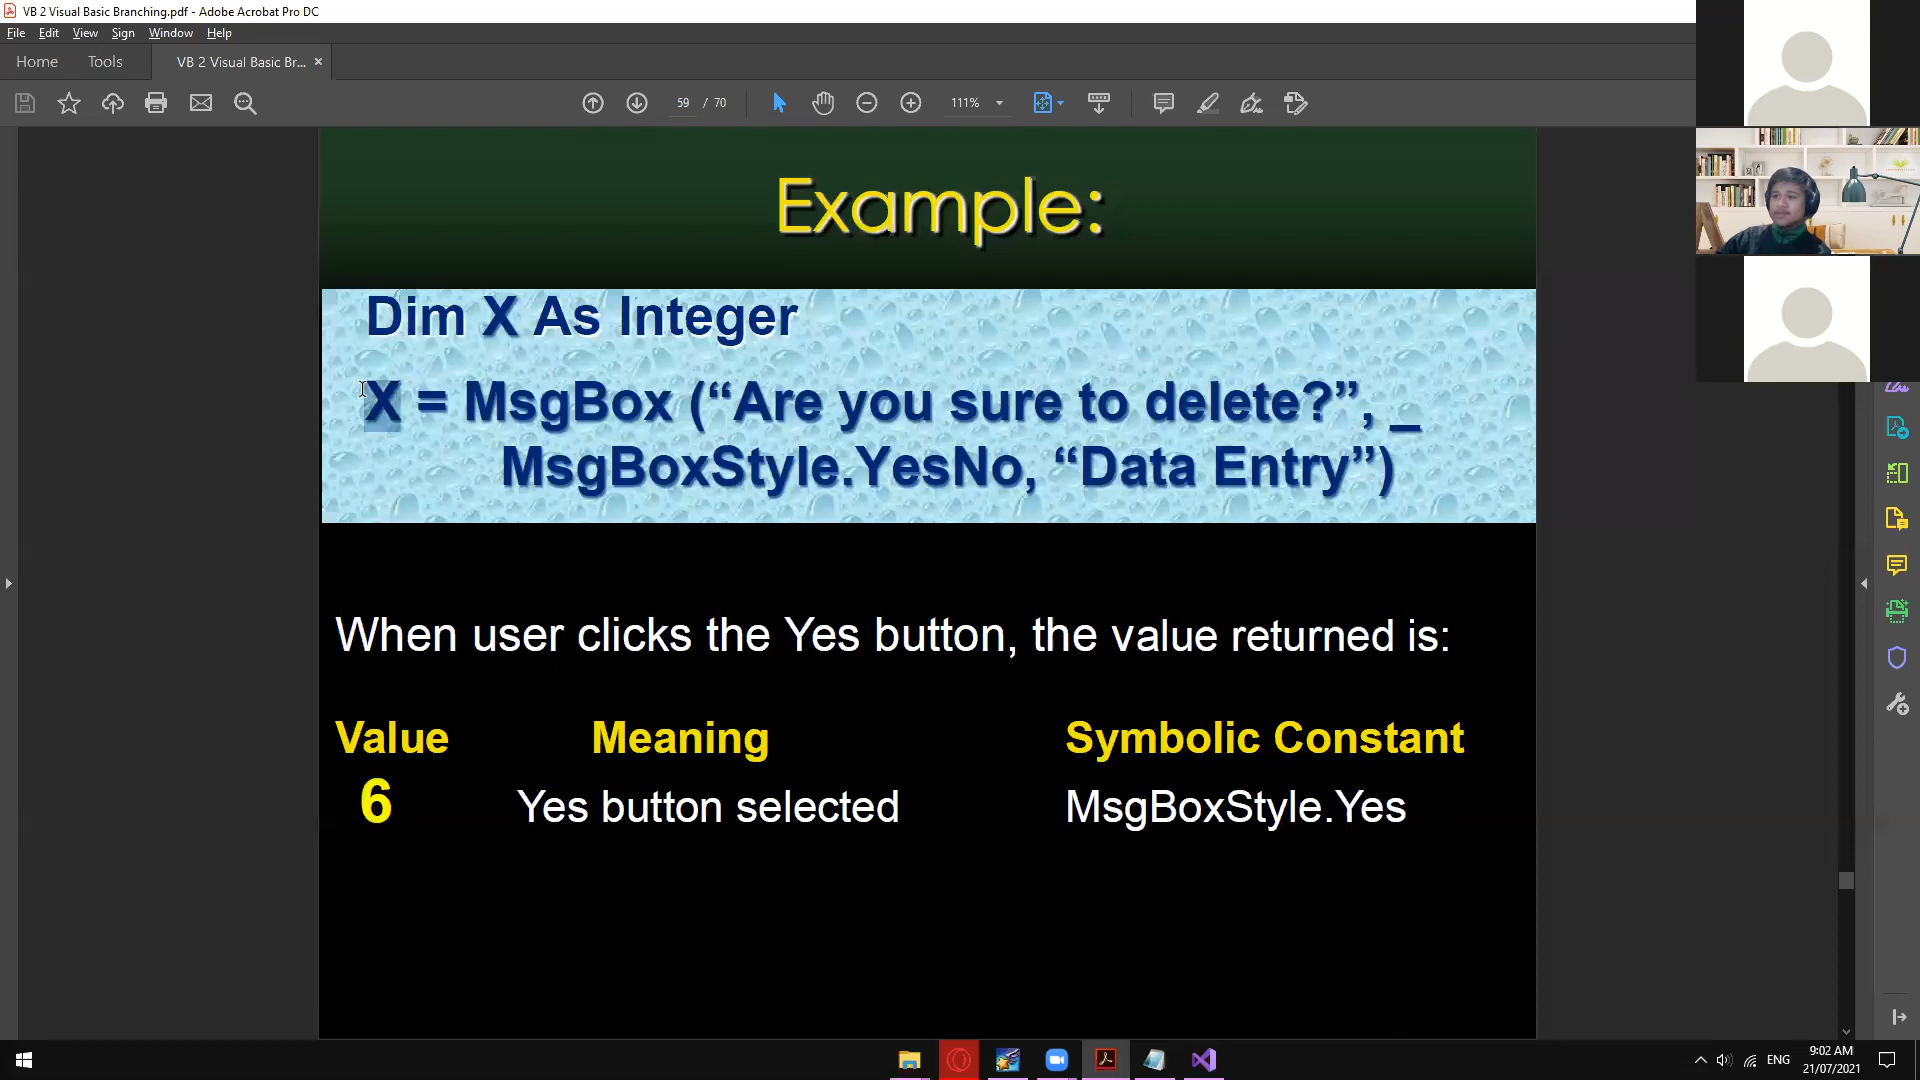 VB 2 Visual Basic Branching.pdf - Adobe Acrobat Pro DC
File Edit View Sign Window Help
Home Tools VB 2 Visual Basic Br... ×
59 / 70 111%
Example:
Dim X As Integer
X = MsgBox (“Are you sure to delete?”, _
MsgBoxStyle.YesNo, “Data Entry”)
When user clicks the Yes button, the value returned is:
Value Meaning Symbolic Constant
6 Yes button selected MsgBoxStyle.Yes
ENG 9:02 AM
21/07/2021